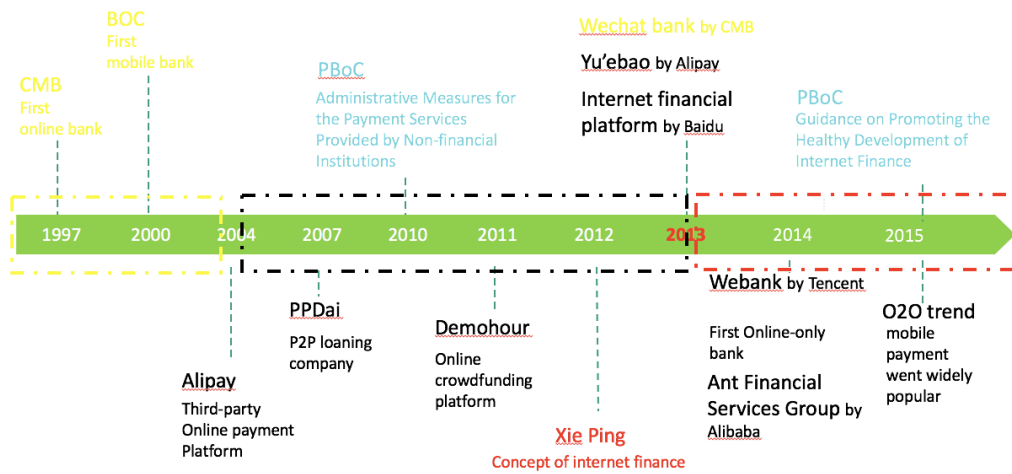 BOC
First
mobile bank
CMB
First
online bank
PBoC
Administrative Measures for
the Payment Services
Provided by Non-financial
Institutions
Wechat bank by CMB
Yu'ebao by Alipay
Internet financial
platform by Baidu
PBoC
Guidance on Promoting the
Healthy Development of
Internet Finance
1997
2000
2004
2007
2010
2011
2012
2013
2014
2015
Alipay
Third-party
Online payment
Platform
PPDai
P2P loaning
company
Demohour
Online
crowdfunding
platform
Xie Ping
Concept of internet finance
Webank by Tencent
First Online-only
bank
Ant Financial
Services Group by
Alibaba
O2O trend
mobile
payment
went widely
popular